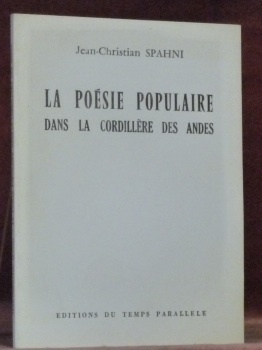 Jean-Christian SPAHNI
LA POÉSIE POPULAIRE
DANS LA CORDILLÈRE DES ANDES
EDITIONS DU TEMPS PARALLELE